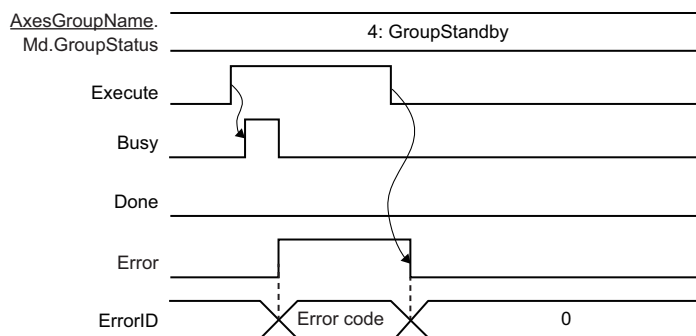 AxesGroupName.
Md.GroupStatus
4: GroupStandby
Execute
Busy
Done
Error
ErrorID
Error code
0